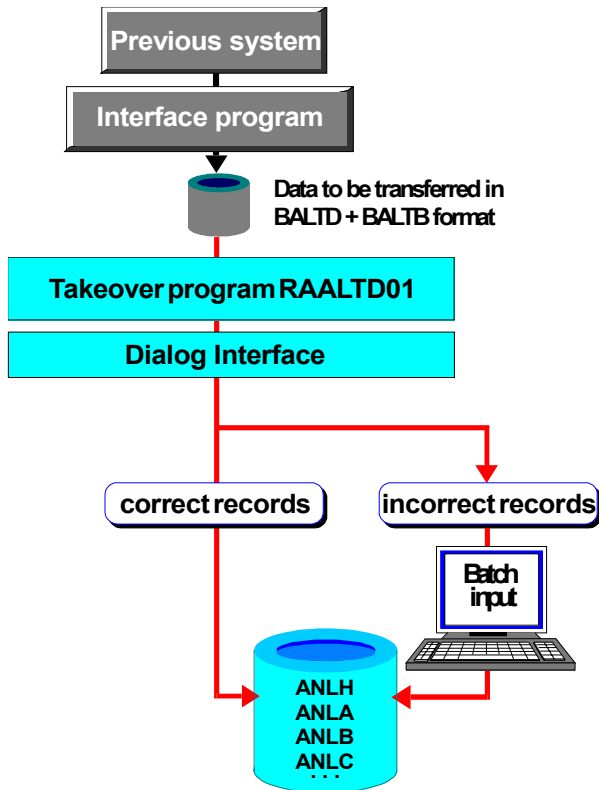 Previous system
Interface program
Data to be transferred in
BALTD + BALTB format
Takeover program RAALTD01
Dialog Interface
correct records
incorrect records
Batch
input
ANLH
ANLA
ANLB
ANLC
. . .